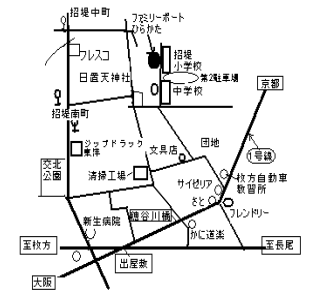 招堤中町
ファミリーポート
ひらかた
フレスコ
招堤
小学校
日置天神社
第2駐車場
中学校
京都
招堤南町
ジップドラッグ
東洋
文具店
団地
1号線
交北
公園
清掃工場
サイゼリア
枚方自動車
教習所
さと
フレンドリー
新生病院
穂谷川橋
かに道楽
至枚方
至長尾
出屋敷
大阪